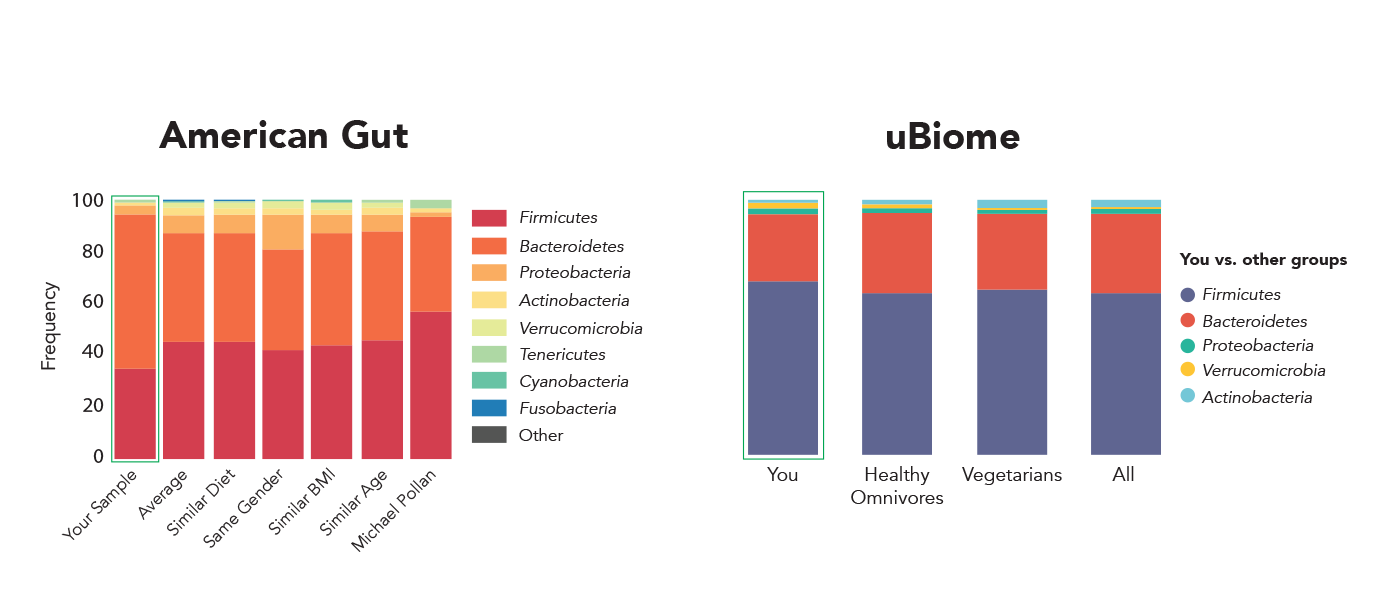 American Gut
100
80
60
40
20
0
Frequency
Your Sample
Average
Similar Diet
Same Gender
Similar BMI
Similar Age
Michael Pollan
Firmicutes
Bacteroidetes
Proteobacteria
Actinobacteria
Verrucomicrobia
Tenericutes
Cyanobacteria
Fusobacteria
Other
uBiome
You
Healthy
Omnivores
Vegetarians
All
You vs. other groups
Firmicutes
Bacteroidetes
Proteobacteria
Verrucomicrobia
Actinobacteria